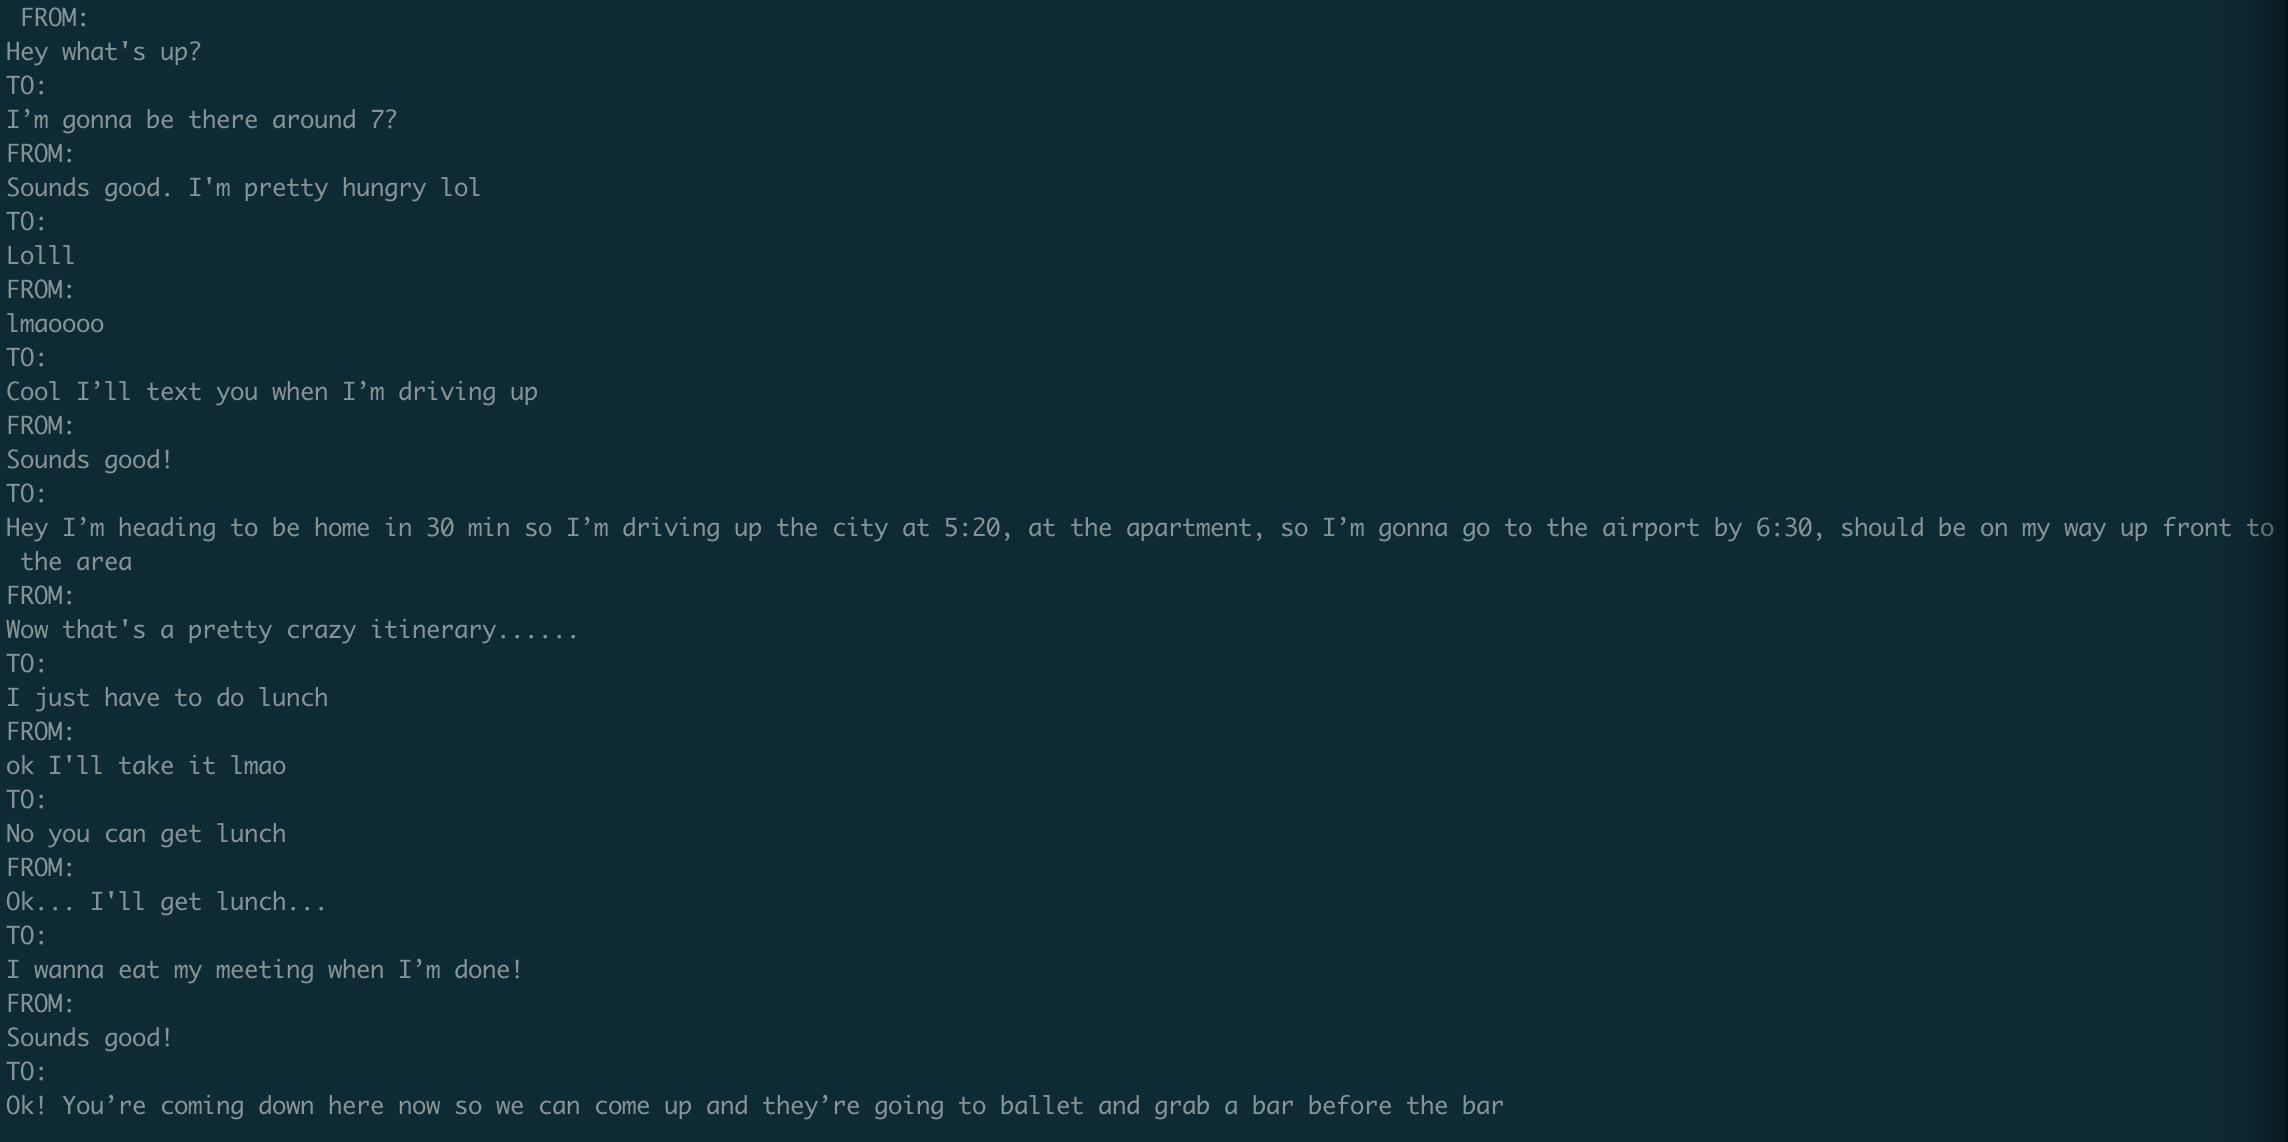 FROM:
Hey what's up?
TO:
I’m gonna be there around 7?
FROM:
Sounds good. I'm pretty hungry lol
TO:
Lolll
FROM:
lmaoooo
TO:
Cool I’ll text you when I’m driving up
FROM:
Sounds good!
TO:
Hey I’m heading to be home in 30 min so I’m driving up the city at 5:20, at the apartment, so I’m gonna go to the airport by 6:30, should be on my way up front to
the area
FROM:
Wow that's a pretty crazy itinerary......
TO:
I just have to do lunch
FROM:
ok I'll take it lmao
TO:
No you can get lunch
FROM:
Ok... I'll get lunch...
TO:
I wanna eat my meeting when I’m done!
FROM:
Sounds good!
TO:
Ok! You’re coming down here now so we can come up and they’re going to ballet and grab a bar before the bar